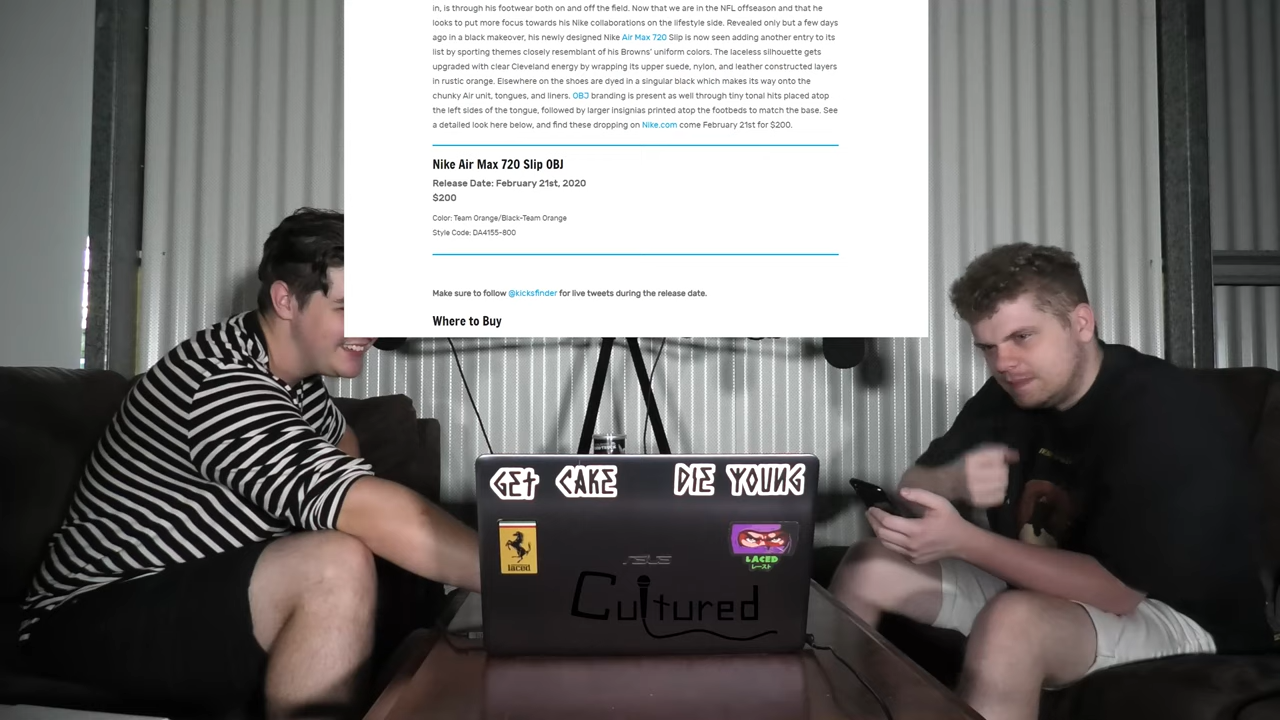 in, is through his footwear both on and off the field. Now that we are in the NFL offseason and that he
looks to put more focus towards his Nike collaborations on the lifestyle side. Revealed only but a few days
ago in a black makeover, his newly designed Nike Air Max 720 Slip is now seen adding another entry to its
list by sporting themes closely resemblant of his Browns' uniform colors. The laceless silhouette gets
upgraded with clear Cleveland energy by wrapping its upper suede, nylon, and leather constructed layers
in rustic orange. Elsewhere on the shoes are dyed in a singular black which makes its way onto the
chunky Air unit, tongues, and liners. OBJ branding is present as well through tiny tonal hits placed atop
the left sides of the tongue, followed by larger insignias printed atop the footbeds to match the base. See
a detailed look here below, and find these dropping on Nike.com come February 21st for $200.
Nike Air Max 720 Slip OBJ
Release Date: February 21st, 2020
$200
Color: Team Orange/Black-Team Orange
Style Code: DA4155-800
Make sure to follow @kicksfinder for live tweets during the release date.
Where to Buy
GET CAKE DIE YOUNG
laced
LACED
レースト
ASUS
Cultured